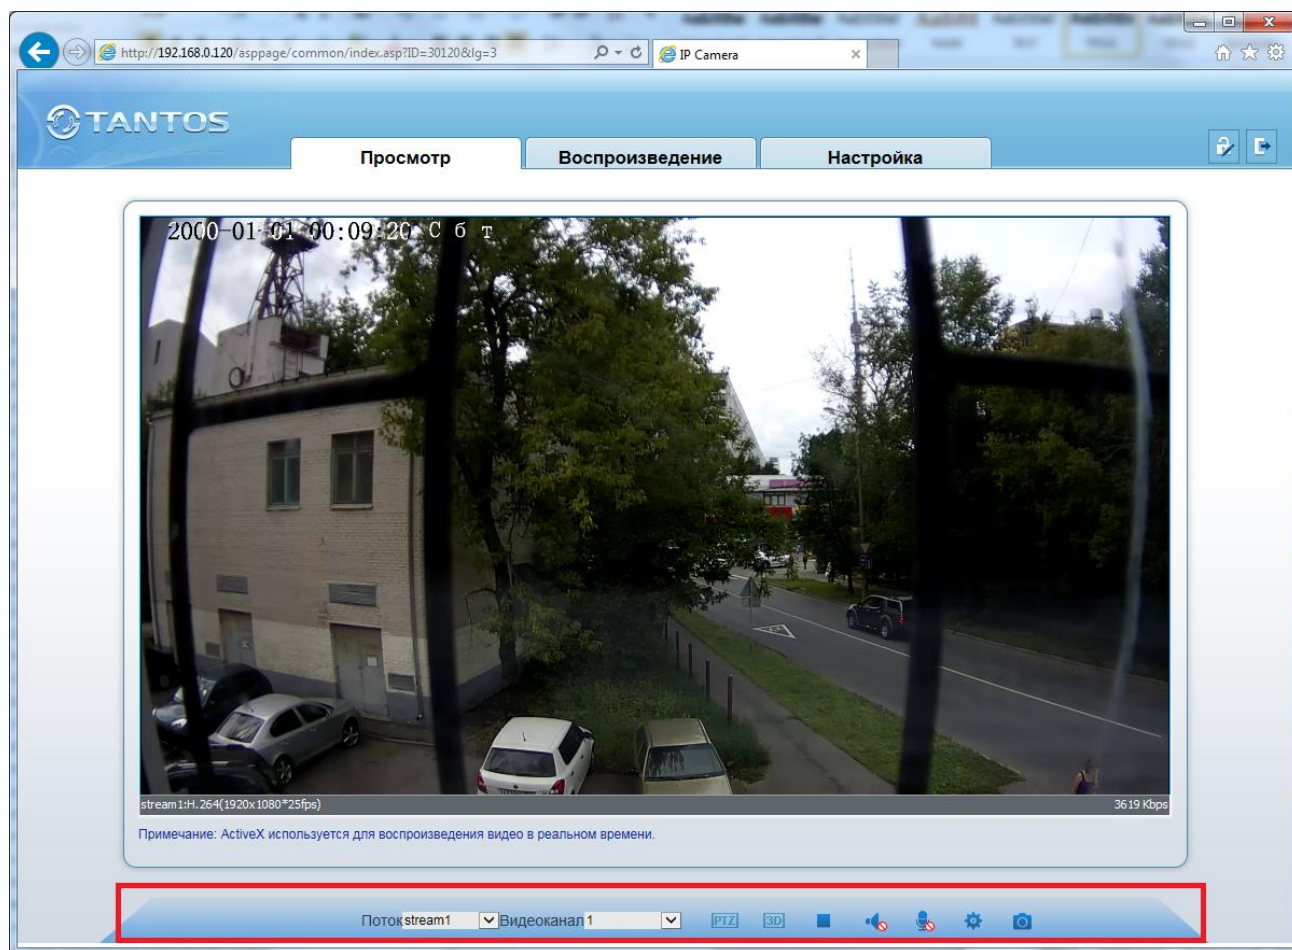 http://192.168.0.120/asppage/common/index.asp?ID=30120&lg=3
IP Camera
TANTOS
Просмотр
Воспроизведение
Настройка
2000-01-01 00:09:20 Сбт
stream1:H.264(1920x1080*25fps)
3619 Kbps
Примечание: ActiveX используется для воспроизведения видео в реальном времени.
Поток stream1 Видеоканал 1 PTZ 3D